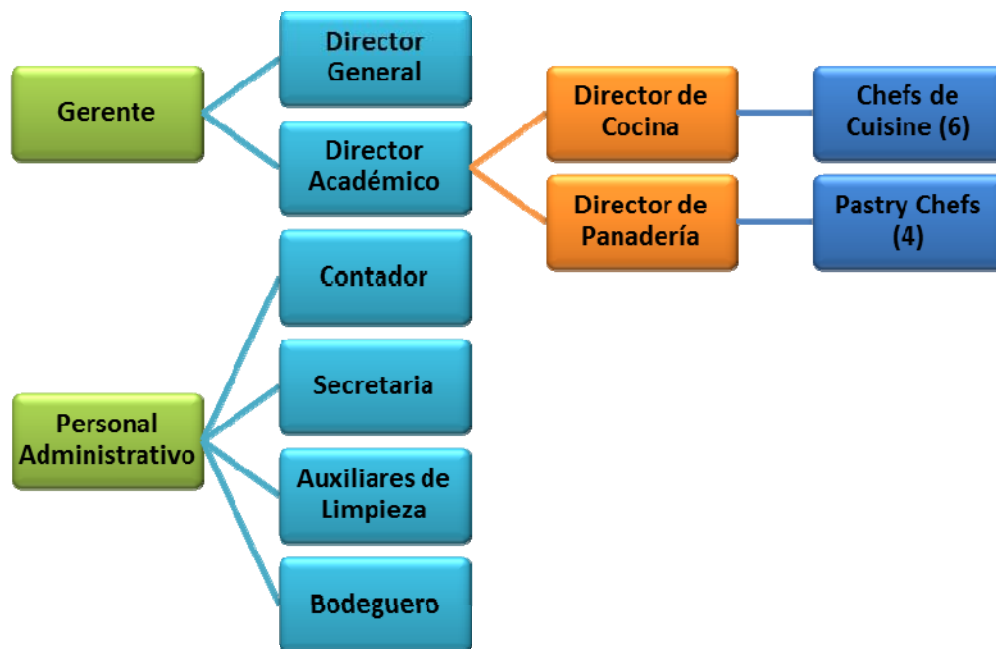 Gerente
Director
General
Director
Académico
Director de
Cocina
Director de
Panadería
Chefs de
Cuisine (6)
Pastry Chefs
(4)
Personal
Administrativo
Contador
Secretaria
Auxiliares de
Limpieza
Bodeguero